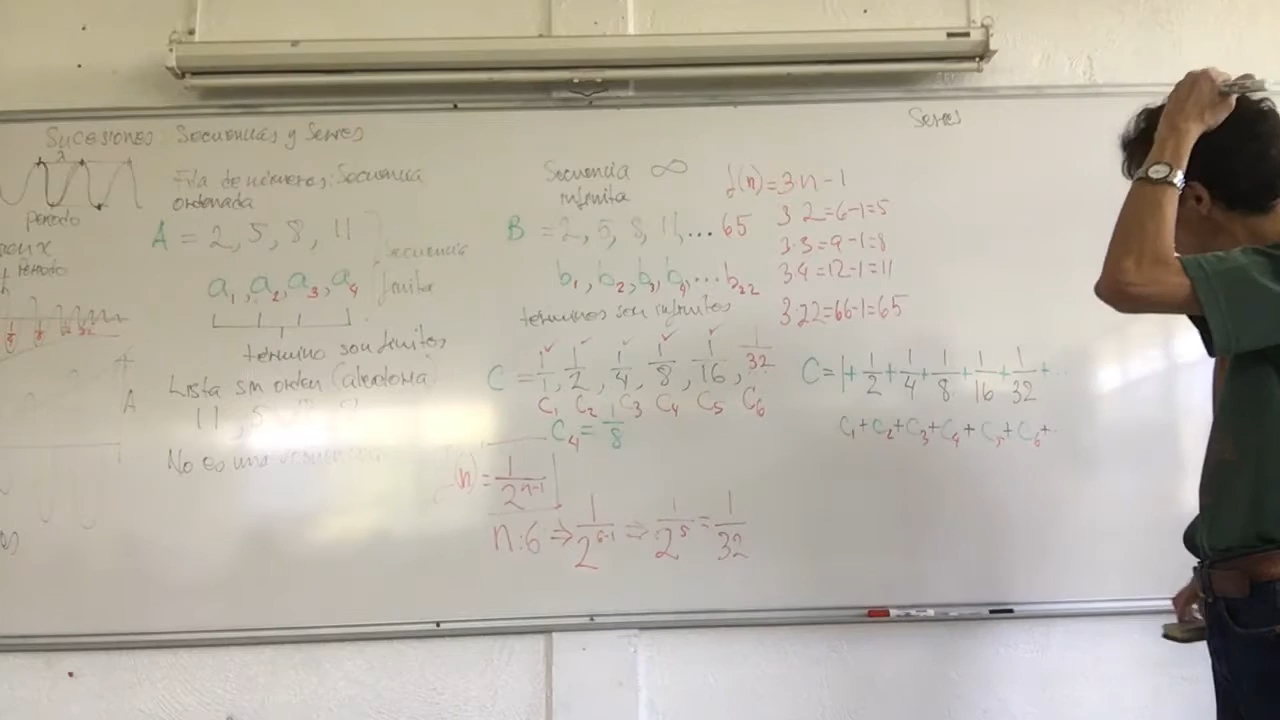 Sucesiones Secuencias y Series
λ
periodo
periodo
Fila de números: Secuencia
ordenada
A = 2, 5, 8, 11
a₁, a₂, a₃, a₄
Secuencia
finita
término son finitos
Lista sin orden (aleatoria)
11, 5
No es una secuencia
A
Secuencia ∞
infinita
B = 2, 5, 8, 11, ... 65
b₁, b₂, b₃, b₄, ... b₂₂
términos son infinitos
f(n) = 3·n-1
3·2=6-1=5
3·3=9-1=8
3·4=12-1=11
3·22=66-1=65
C = 1/1, 1/2, 1/4, 1/8, 1/16, 1/32
C₁ C₂ C₃ C₄ C₅ C₆
C₄ = 1/8
(n) = 1/2ⁿ⁻¹
n:6 ⇒ 1/2⁶⁻¹ ⇒ 1/2⁵ = 1/32
Series
C = 1 + 1/2 + 1/4 + 1/8 + 1/16 + 1/32 + ...
C₁ + C₂ + C₃ + C₄ + C₅ + C₆ + ..